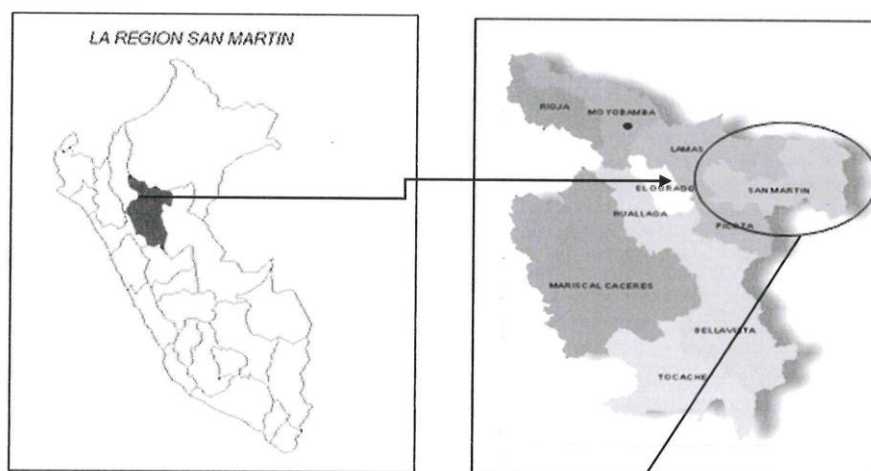 LA REGION SAN MARTIN
RIOJA
MOYOBAMBA
LAMAS
EL DORADO
SAN MARTIN
HUALLAGA
PICOTA
MARISCAL CACERES
BELLAVISTA
TOCACHE